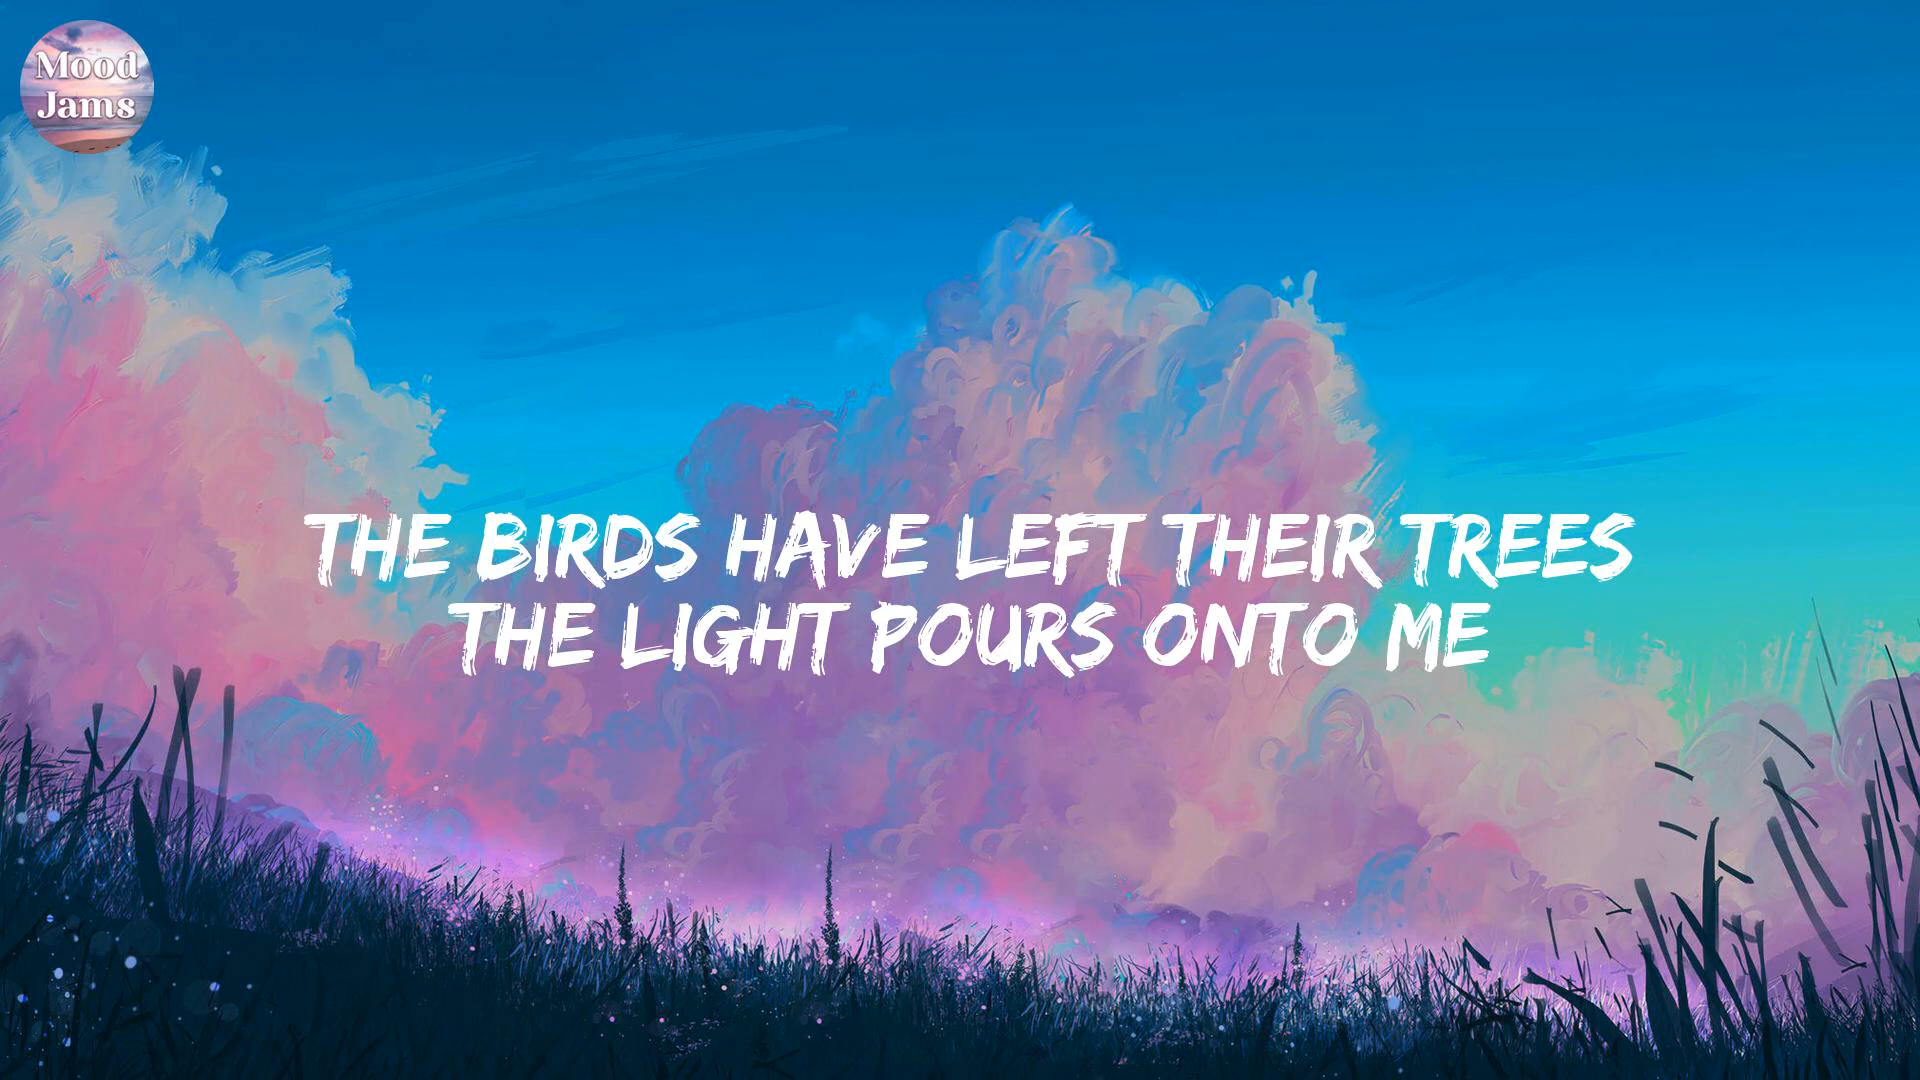 Mood
Jams
THE BIRDS HAVE LEFT THEIR TREES
THE LIGHT POURS ONTO ME